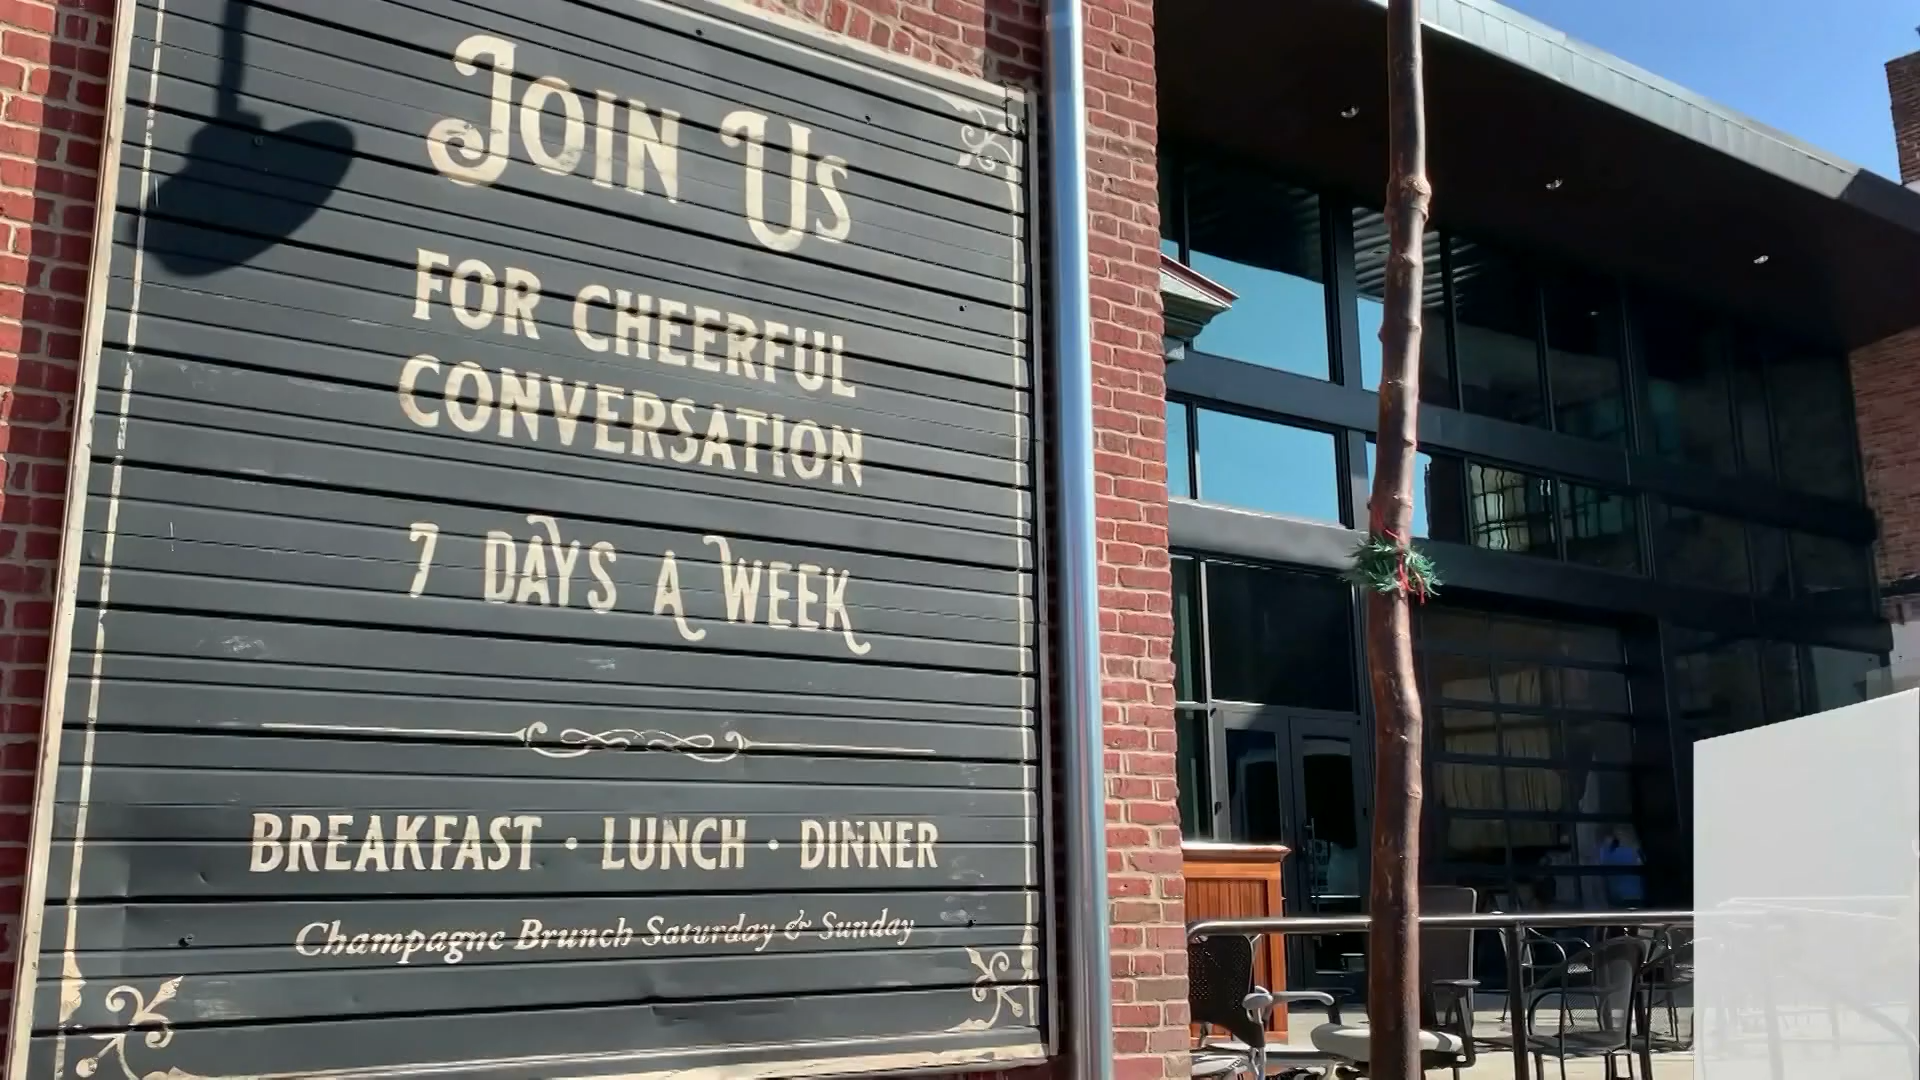 JOIN US
FOR CHEERFUL
CONVERSATION
7 DAYS A WEEK
BREAKFAST • LUNCH • DINNER
Champagne Brunch Saturday & Sunday